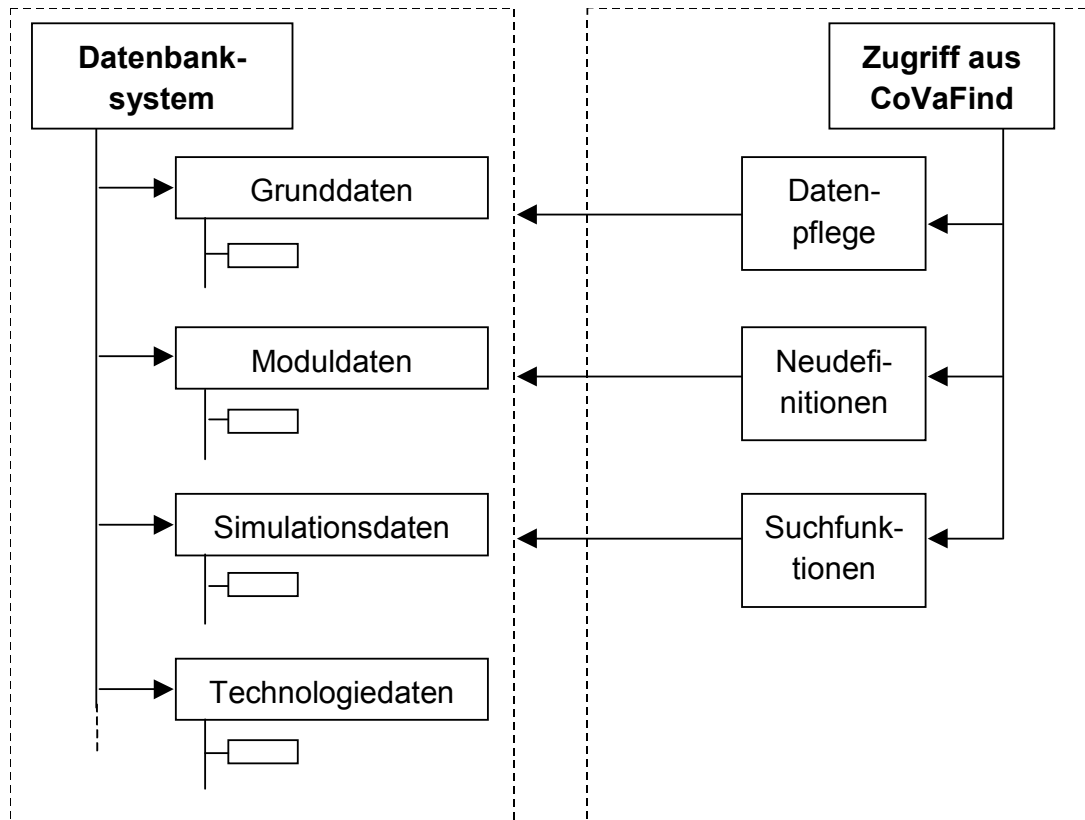 Datenbank-
system
Grunddaten
Moduldaten
Simulationsdaten
Technologiedaten
Zugriff aus
CoVaFind
Daten-
pflege
Neudefi-
nitionen
Suchfunk-
tionen